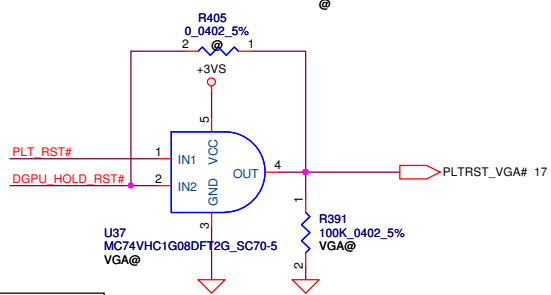 @
R405
0_0402_5%
2 @ 1
+3VS
5
PLT_RST# 1 IN1 VCC
OUT 4 PLTRST_VGA# 17
DGPU_HOLD_RST# 2 IN2 GND
3
1
U37
MC74VHC1G08DFT2G_SC70-5
VGA@
R391
100K_0402_5%
VGA@
2